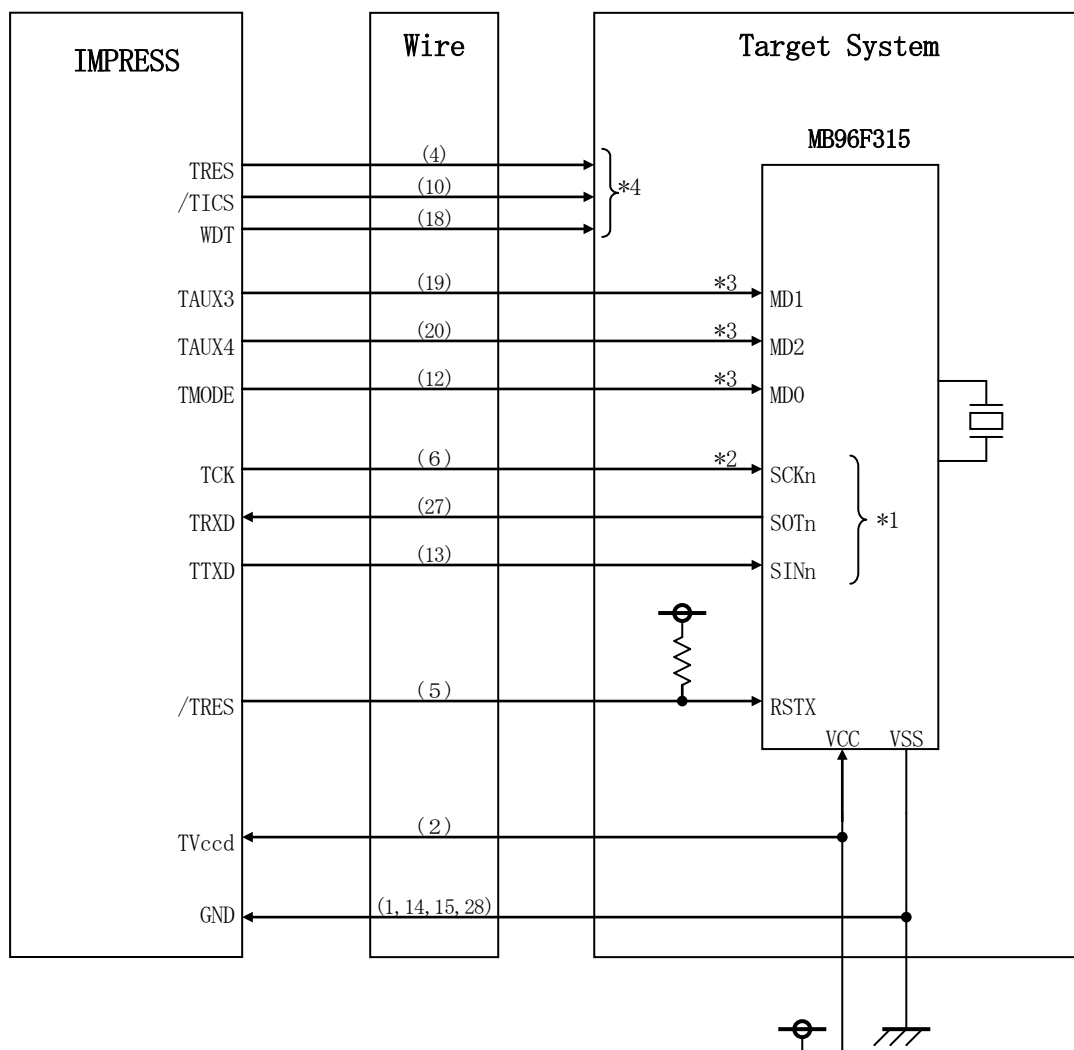 IMPRESS
Wire
Target System
MB96F315
TRES
(4)
*4
/TICS
(10)
WDT
(18)
TAUX3
(19)
*3
MD1
TAUX4
(20)
*3
MD2
TMODE
(12)
*3
MD0
TCK
(6)
*2
SCKn
TRXD
(27)
SOTn
*1
TTXD
(13)
SINn
/TRES
(5)
RSTX
VCC
VSS
TVccd
(2)
GND
(1,14,15,28)